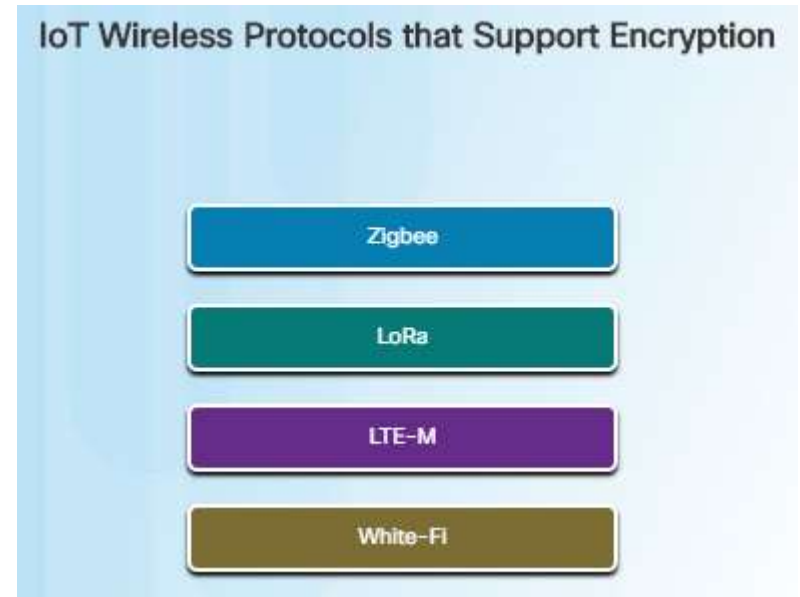 IoT Wireless Protocols that Support Encryption
Zigbee
LoRa
LTE-M
White-Fi